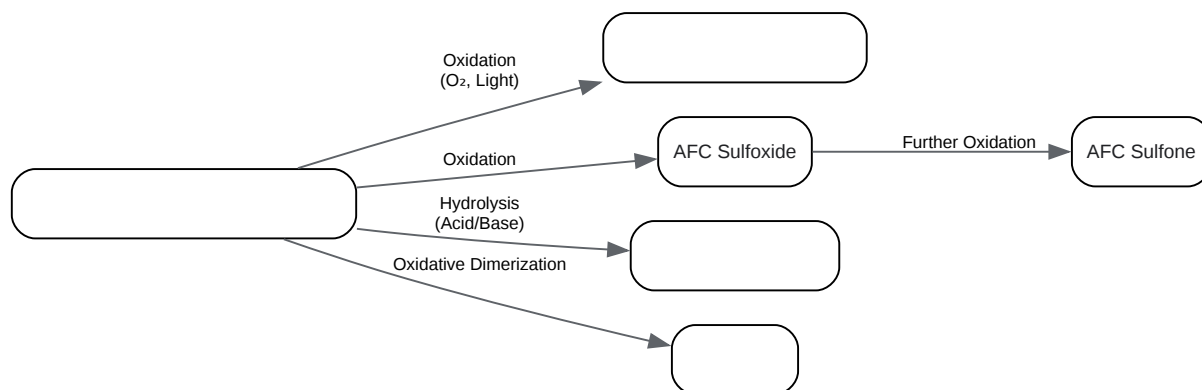 Oxidation
(O₂, Light)
Oxidation
AFC Sulfoxide
Further Oxidation
AFC Sulfone
Hydrolysis
(Acid/Base)
Oxidative Dimerization